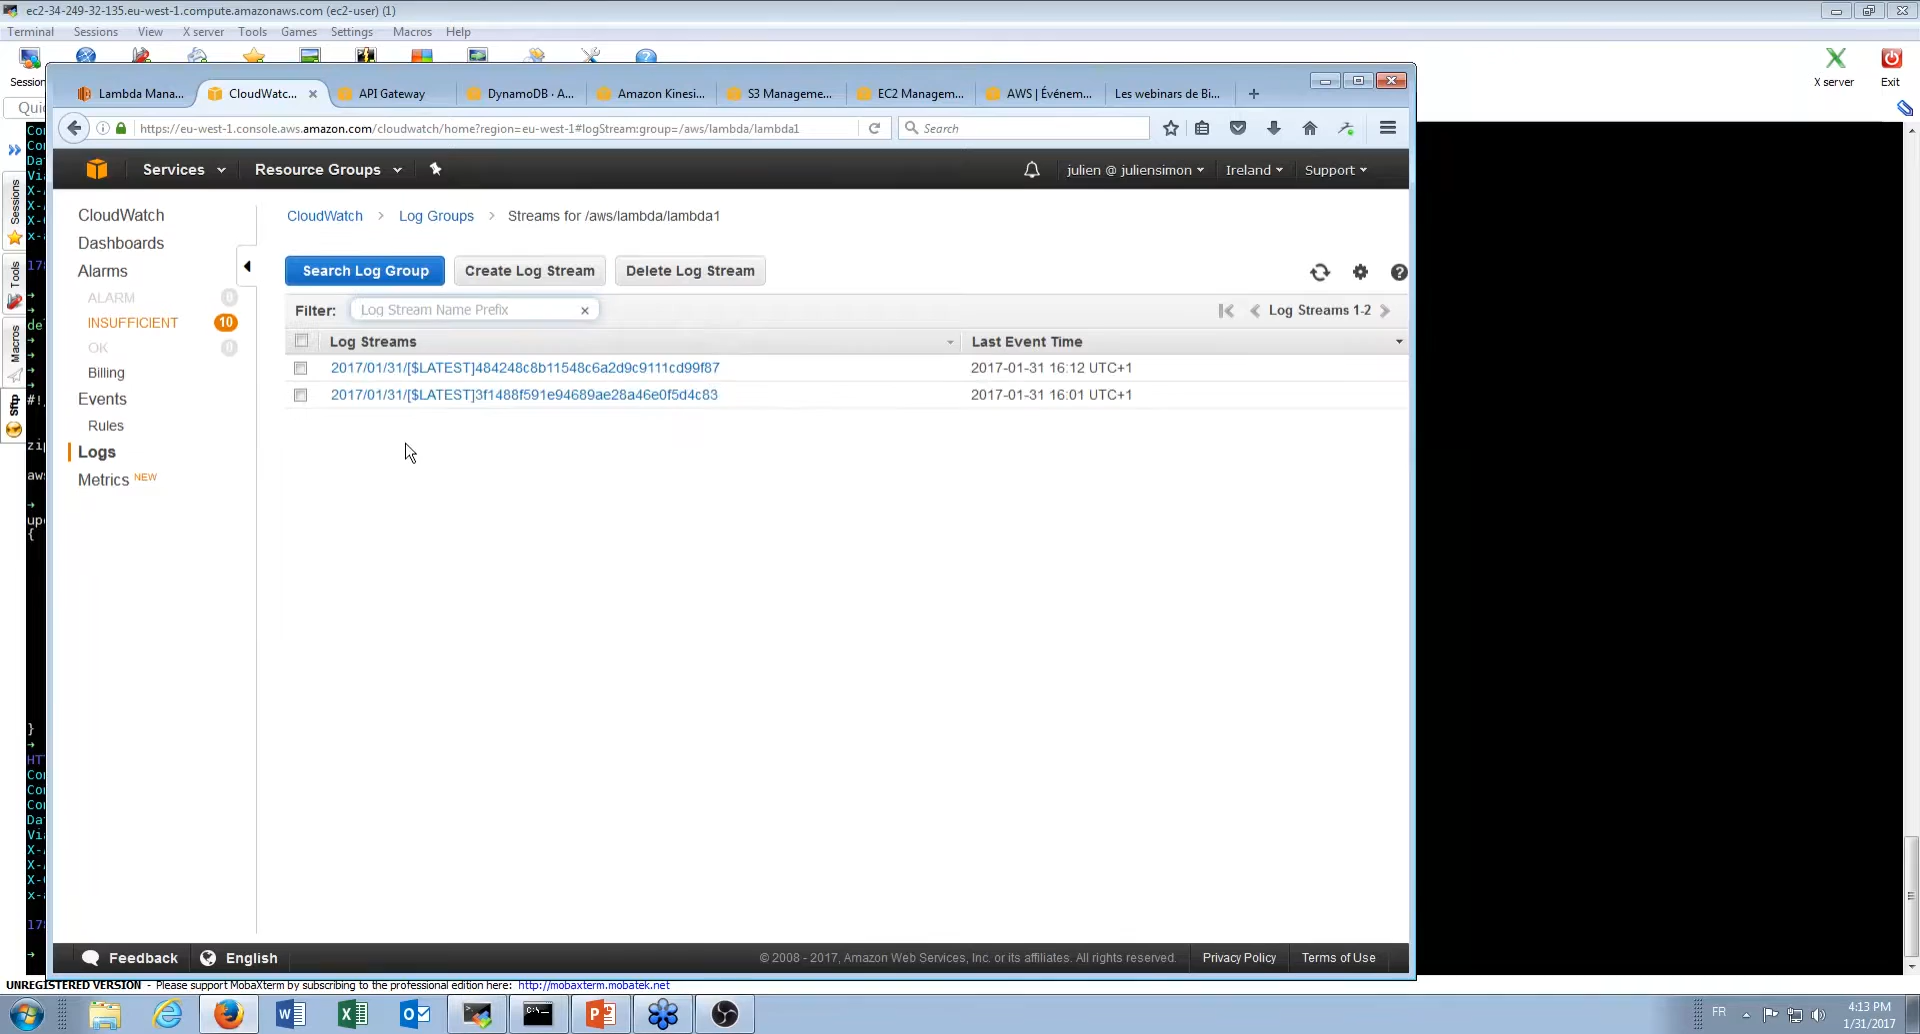 ec2-34-249-32-135.eu-west-1.compute.amazonaws.com (ec2-user) (1)
Terminal Sessions View X server Tools Games Settings Macros Help
X server Exit
Lambda Mana... CloudWatc... API Gateway DynamoDB · A... Amazon Kinesi... S3 Manageme... EC2 Managem... AWS | Événem... Les webinars de Bi...
https://eu-west-1.console.aws.amazon.com/cloudwatch/home?region=eu-west-1#logStream:group=/aws/lambda/lambda1 Search
Services Resource Groups julien @ juliensimon Ireland Support
Sessions
Tools
Macros
Sftp
CloudWatch
Dashboards
Alarms
ALARM 0
INSUFFICIENT 10
OK 0
Billing
Events
Rules
Logs
Metrics NEW
CloudWatch > Log Groups > Streams for /aws/lambda/lambda1
Search Log Group Create Log Stream Delete Log Stream
Filter: Log Stream Name Prefix × Log Streams 1-2
Log Streams Last Event Time
2017/01/31/[$LATEST]484248c8b11548c6a2d9c9111cd99f87 2017-01-31 16:12 UTC+1
2017/01/31/[$LATEST]3f1488f591e94689ae28a46e0f5d4c83 2017-01-31 16:01 UTC+1
Feedback English © 2008 - 2017, Amazon Web Services, Inc. or its affiliates. All rights reserved. Privacy Policy Terms of Use
UNREGISTERED VERSION - Please support MobaXterm by subscribing to the professional edition here: http://mobaxterm.mobatek.net
FR 4:13 PM
1/31/2017